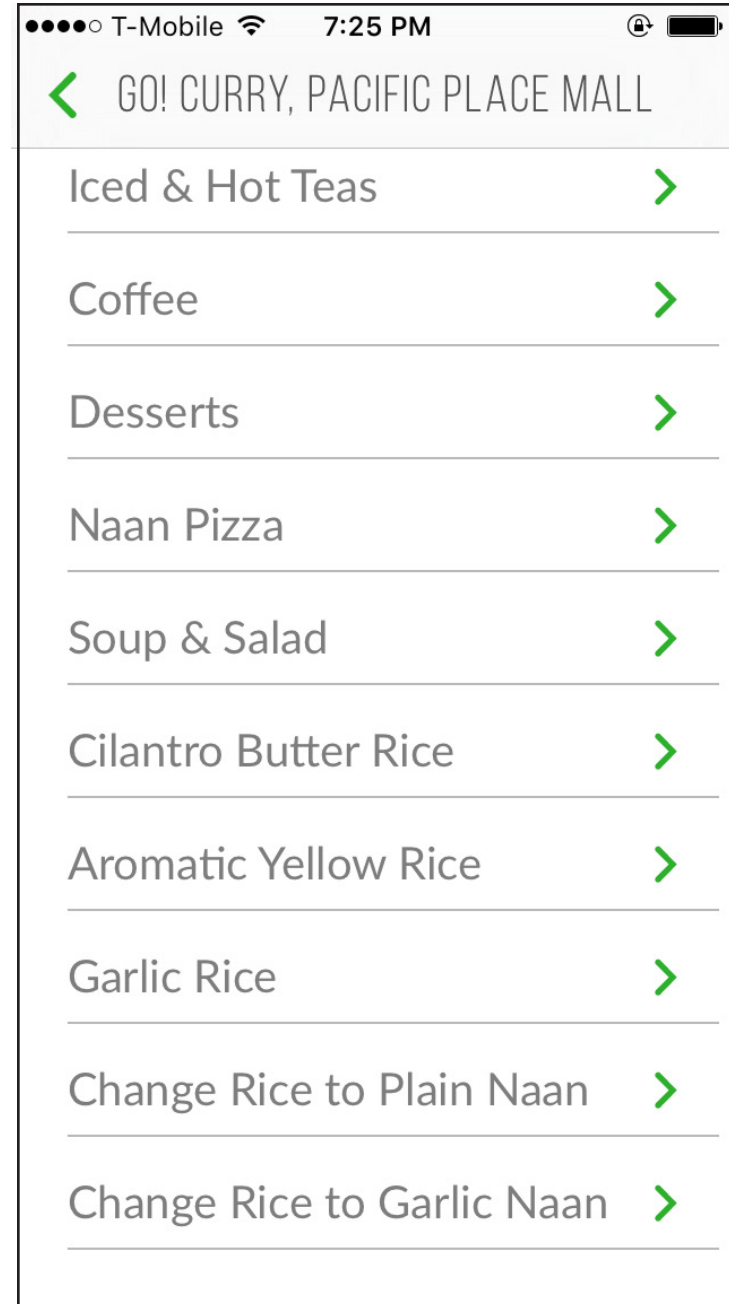 T-Mobile 7:25 PM
GO! CURRY, PACIFIC PLACE MALL
Iced & Hot Teas
Coffee
Desserts
Naan Pizza
Soup & Salad
Cilantro Butter Rice
Aromatic Yellow Rice
Garlic Rice
Change Rice to Plain Naan
Change Rice to Garlic Naan